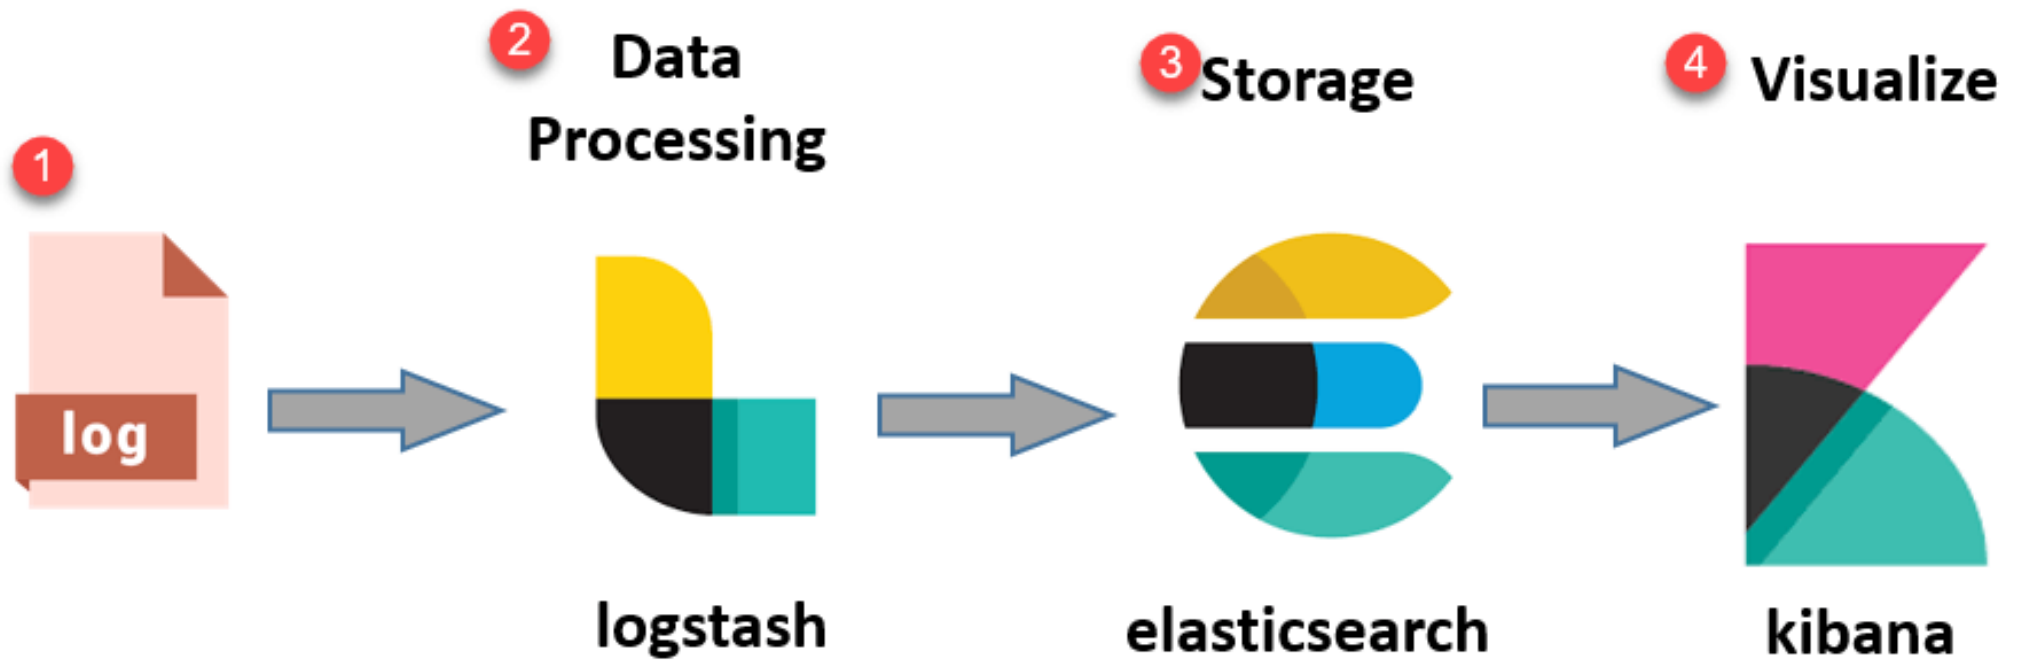 1
log
2
Data
Processing
logstash
3
Storage
elasticsearch
4
Visualize
kibana